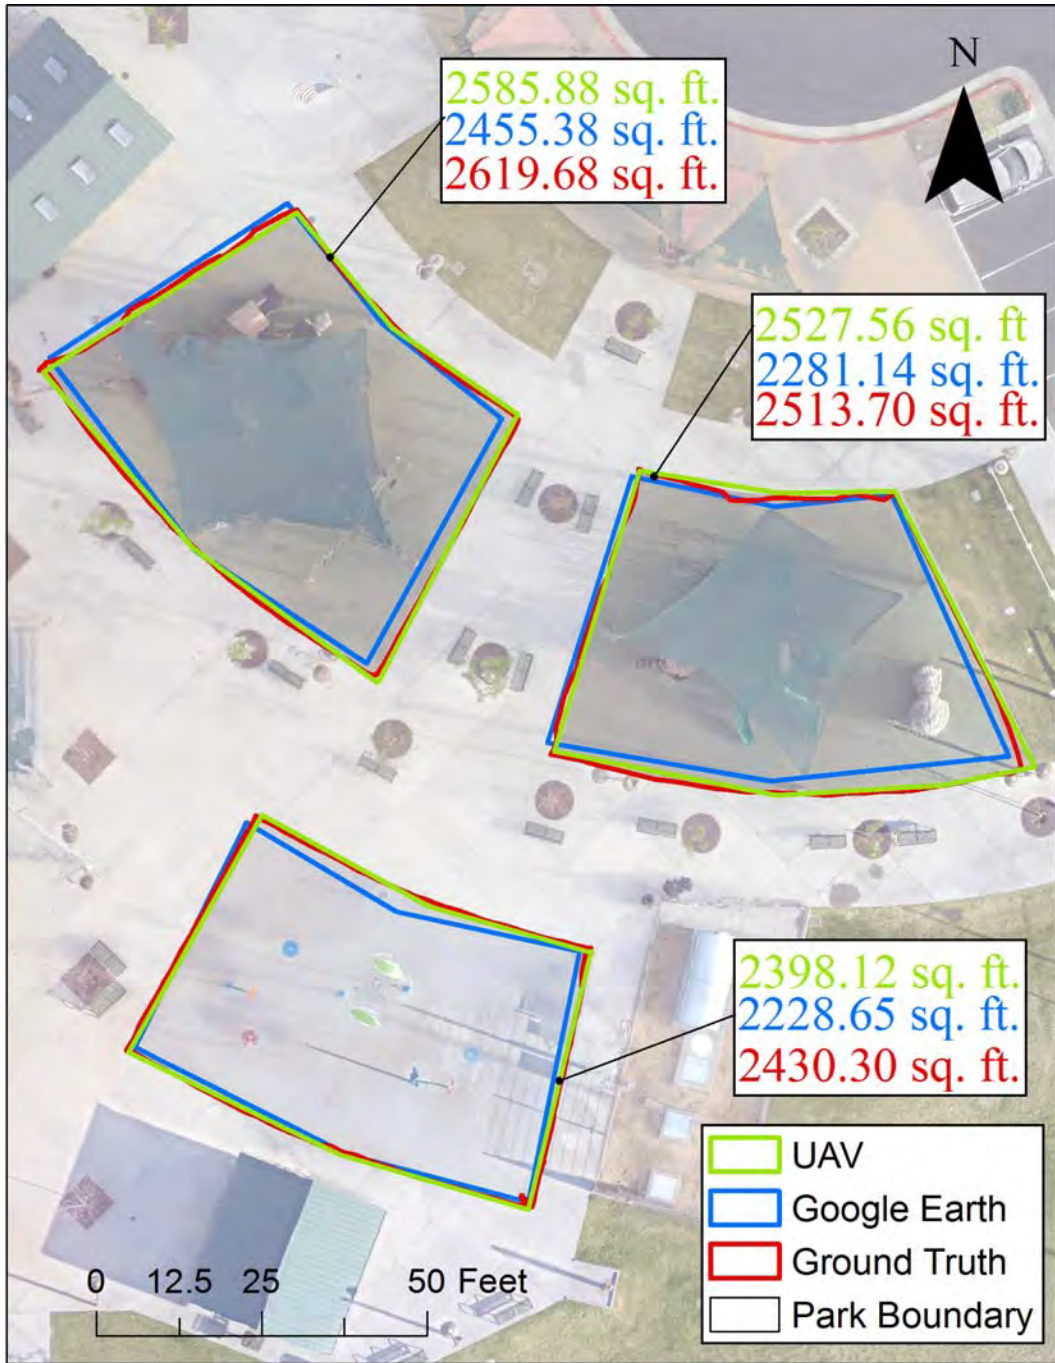 N
2585.88 sq. ft.
2455.38 sq. ft.
2619.68 sq. ft.
2527.56 sq. ft
2281.14 sq. ft.
2513.70 sq. ft.
2398.12 sq. ft.
2228.65 sq. ft.
2430.30 sq. ft.
UAV
Google Earth
Ground Truth
Park Boundary
0 12.5 25 50 Feet